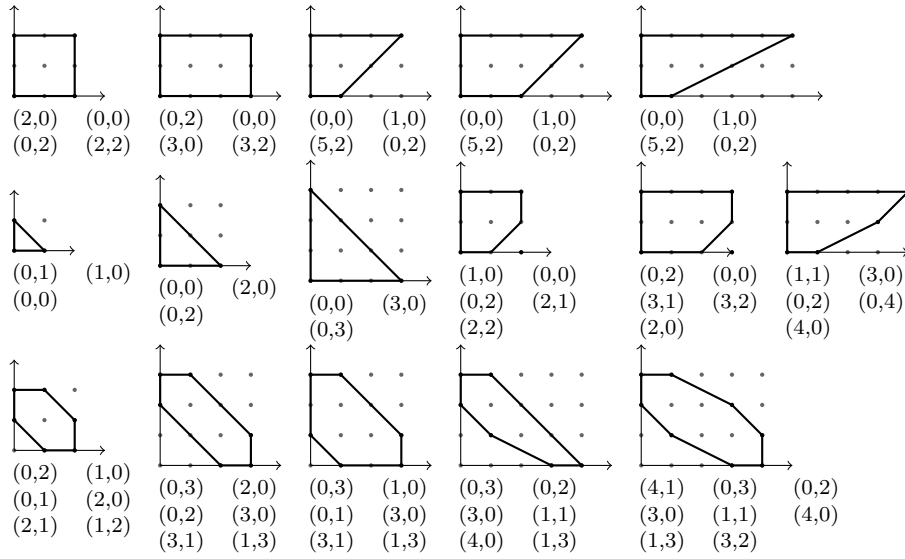 (2,0) (0,0) (0,2) (0,0) (0,0) (1,0) (0,0) (1,0) (0,0) (1,0)
(0,2) (2,2) (3,0) (3,2) (5,2) (0,2) (5,2) (0,2) (5,2) (0,2)
(0,1) (1,0) (0,0) (2,0) (0,0) (3,0) (1,0) (0,0) (0,2) (0,0) (1,1) (3,0)
(0,0) (0,2) (0,3) (0,2) (2,1) (3,1) (3,2) (0,2) (0,4)
(2,2) (2,0) (4,0)
(0,2) (1,0) (0,3) (2,0) (0,3) (1,0) (0,3) (0,2) (4,1) (0,3) (0,2)
(0,1) (2,0) (0,2) (3,0) (0,1) (3,0) (3,0) (1,1) (3,0) (1,1) (4,0)
(2,1) (1,2) (3,1) (1,3) (3,1) (1,3) (4,0) (1,3) (1,3) (3,2)